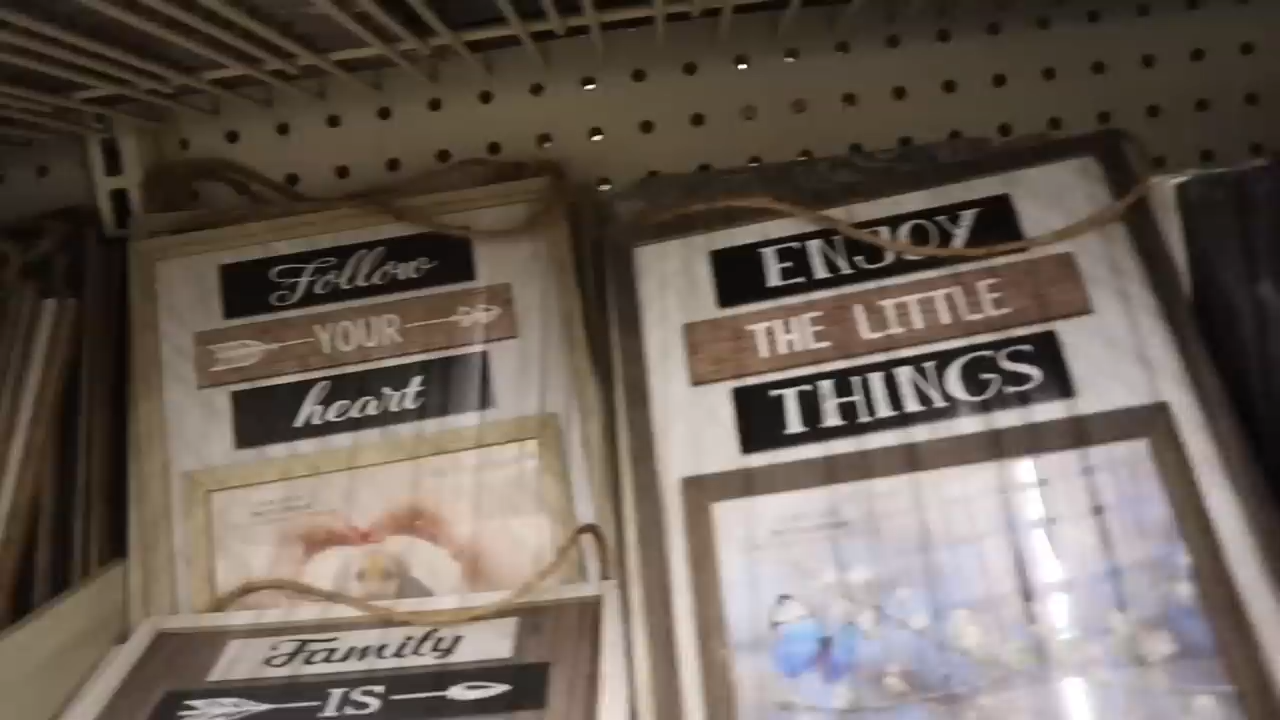 Follow
YOUR
heart
ENJOY
THE LITTLE
THINGS
Family
IS